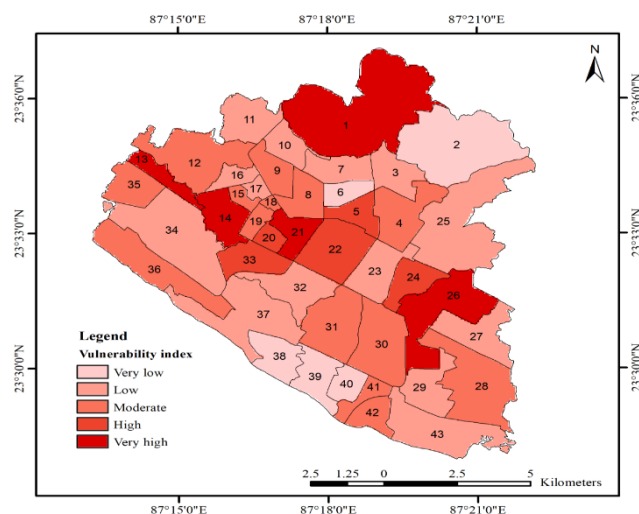 87°15'0"E 87°18'0"E 87°21'0"E
N
23°36'0"N 23°36'0"N
1
11
10
2
12
13
9
7
3
16
35
17
15
8
6
18
14
19
5
4
25
34
20
21
22
23°33'0"N 23°33'0"N
33
36
23
24
32
26
37
31
30
27
Legend
Vulnerability index
Very low
Low
Moderate
High
Very high
38
39
40
41
29
28
23°30'0"N 23°30'0"N
42
43
2.5 1.25 0 2.5 5
Kilometers
87°15'0"E 87°18'0"E 87°21'0"E